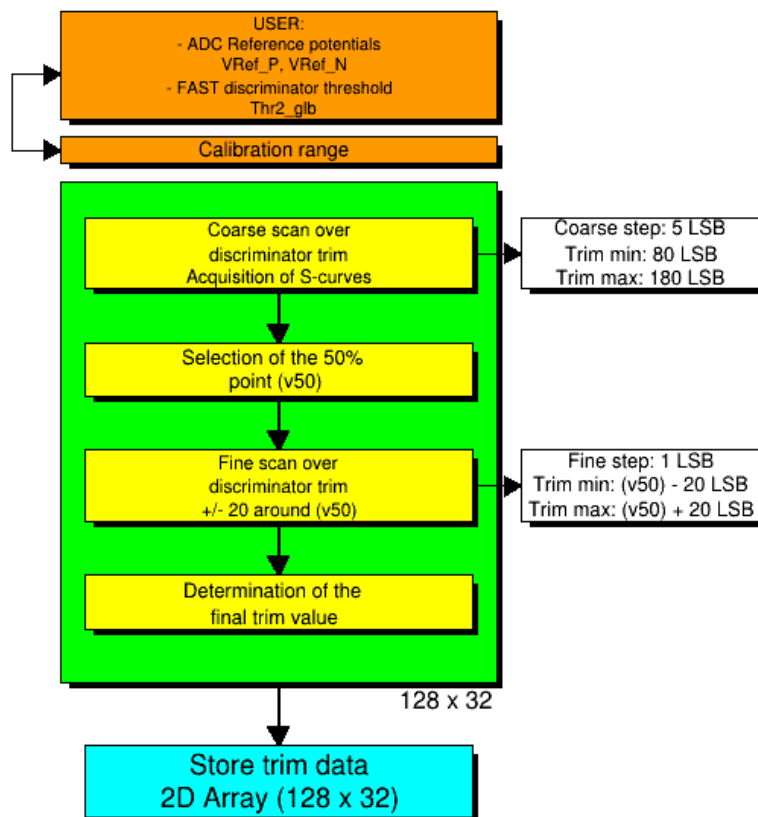 USER:
- ADC Reference potentials
VRef_P, VRef_N
- FAST discriminator threshold
Thr2_glb
Calibration range
Coarse scan over
discriminator trim
Acquisition of S-curves
Coarse step: 5 LSB
Trim min: 80 LSB
Trim max: 180 LSB
Selection of the 50%
point (v50)
Fine scan over
discriminator trim
+/- 20 around (v50)
Fine step: 1 LSB
Trim min: (v50) - 20 LSB
Trim max: (v50) + 20 LSB
Determination of the
final trim value
128 x 32
Store trim data
2D Array (128 x 32)